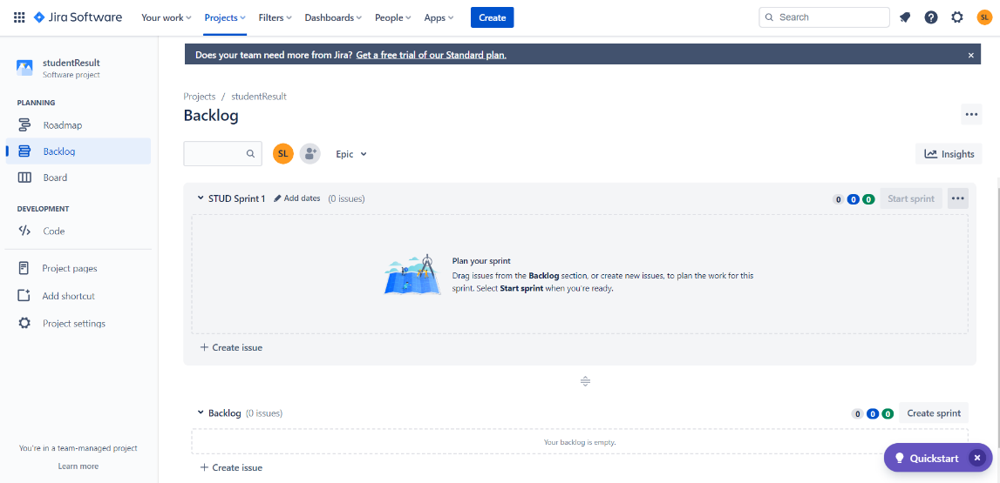 Jira Software Your work Projects Filters Dashboards People Apps Create Search SL
studentResult
Software project
PLANNING
Roadmap
Backlog
Board
DEVELOPMENT
Code
Project pages
Add shortcut
Project settings
You're in a team-managed project
Learn more
Does your team need more from Jira? Get a free trial of our Standard plan.
Projects / studentResult
Backlog
SL Epic Insights
STUD Sprint 1 Add dates (0 issues) 0 0 0 Start sprint
Plan your sprint
Drag issues from the Backlog section, or create new issues, to plan the work for this
sprint. Select Start sprint when you're ready.
+ Create issue
Backlog (0 issues) 0 0 0 Create sprint
Your backlog is empty.
+ Create issue
Quickstart